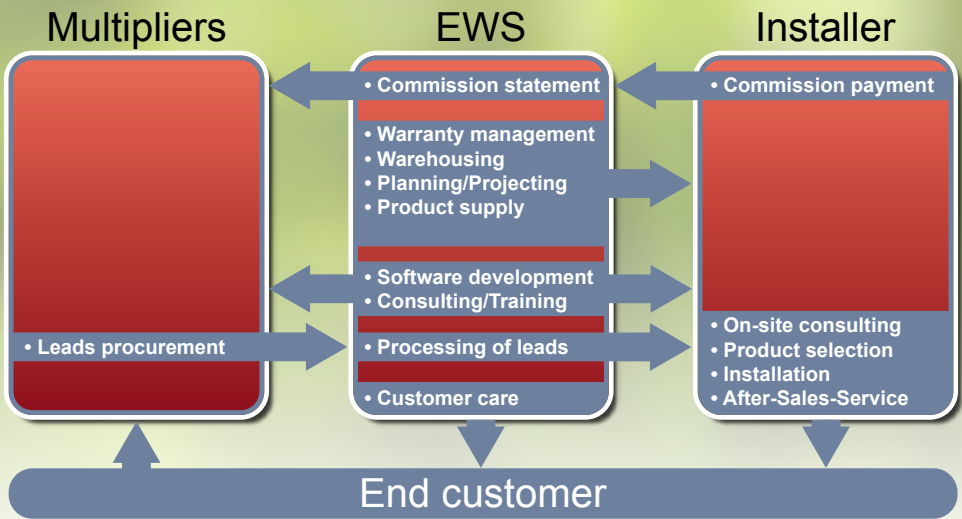 Multipliers
EWS
Installer
• Commission statement
• Commission payment
• Warranty management
• Warehousing
• Planning/Projecting
• Product supply
• Software development
• Consulting/Training
• Leads procurement
• Processing of leads
• Customer care
• On-site consulting
• Product selection
• Installation
• After-Sales-Service
End customer